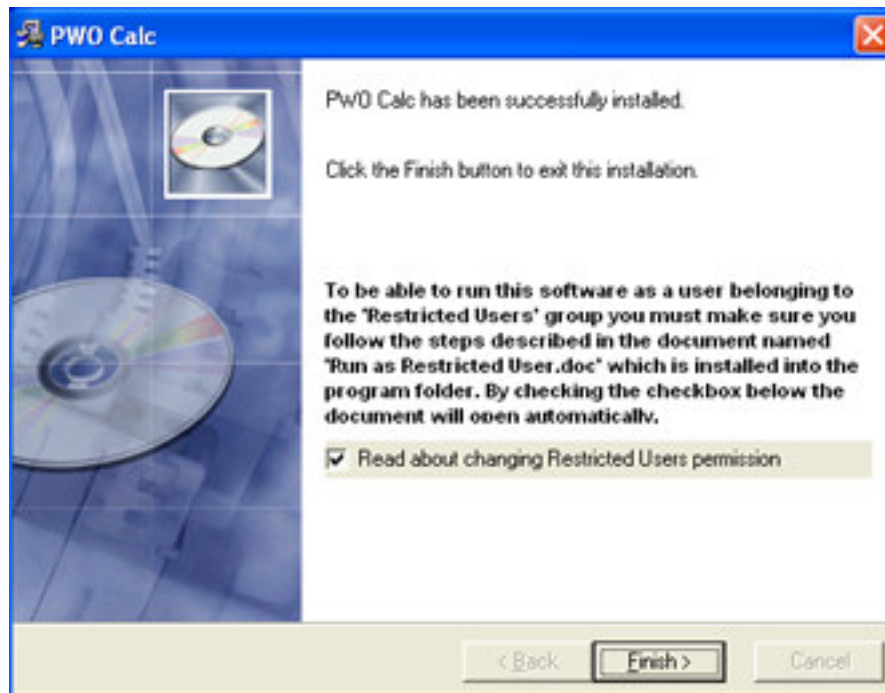 PWO Calc
PWO Calc has been successfully installed.
Click the Finish button to exit this installation.
To be able to run this software as a user belonging to
the 'Restricted Users' group you must make sure you
follow the steps described in the document named
'Run as Restricted User.doc' which is installed into the
program folder. By checking the checkbox below the
document will open automatically.
Read about changing Restricted Users permission
< Back
Finish >
Cancel